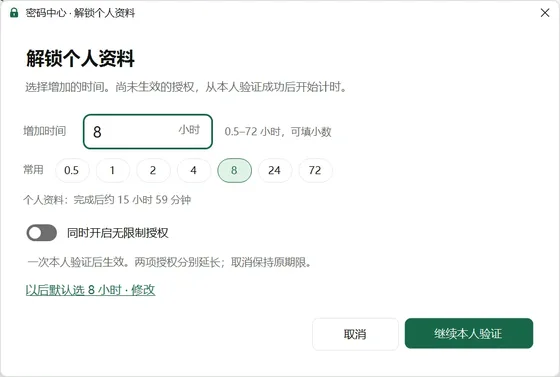 密码中心 · 解锁个人资料
解锁个人资料
选择增加的时间。尚未生效的授权，从本人验证成功后开始计时。
增加时间 8 小时 0.5–72 小时，可填小数
常用 0.5 1 2 4 8 24 72
个人资料：完成后约 15 小时 59 分钟
同时开启无限制授权
一次本人验证后生效。两项授权分别延长；取消保持原期限。
以后默认选 8 小时 · 修改
取消 继续本人验证